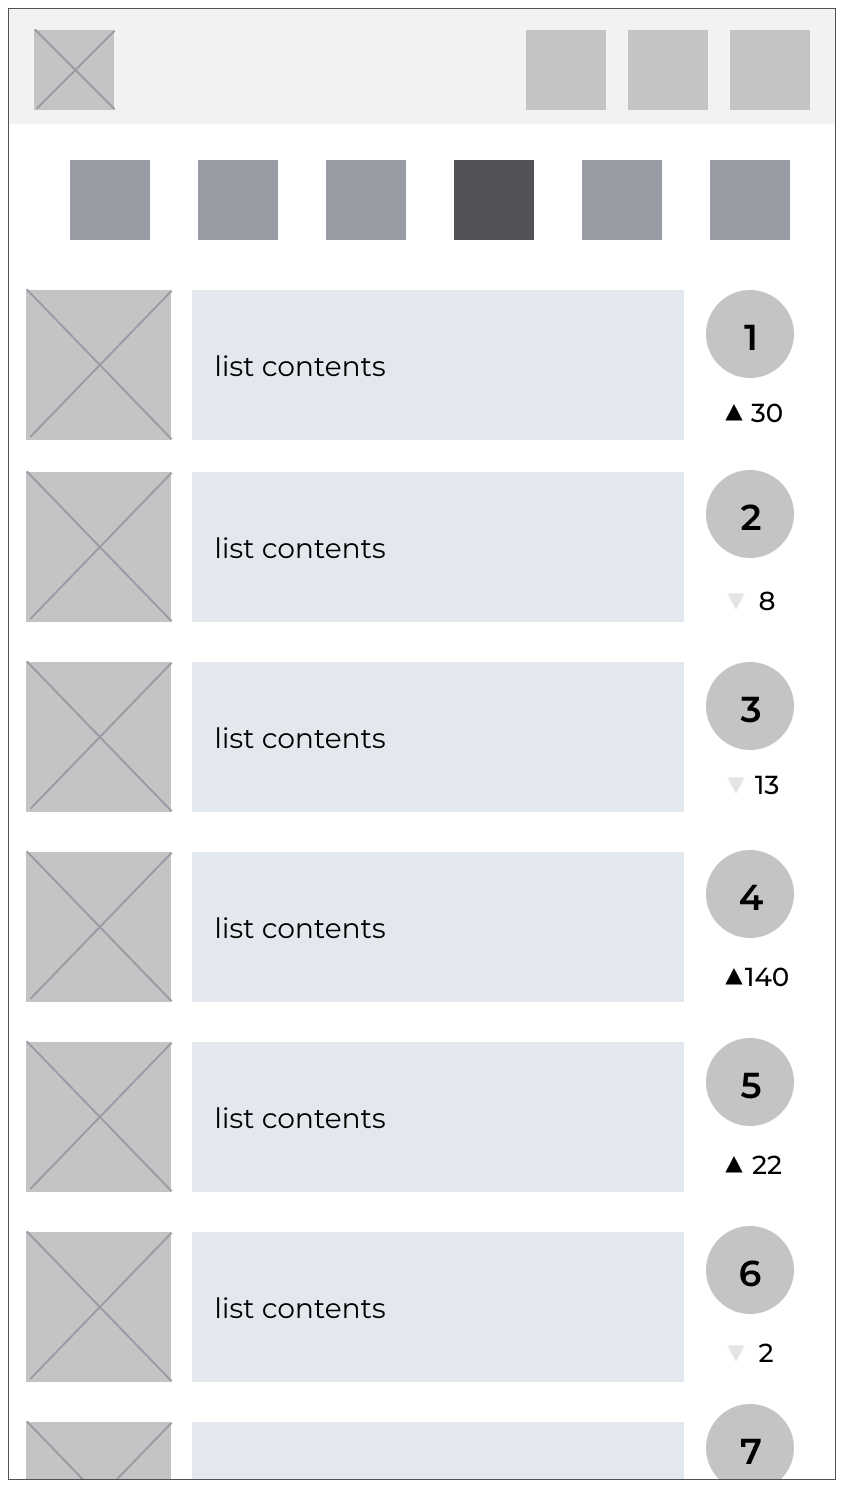 list contents
1
▲ 30
list contents
2
▼ 8
list contents
3
▼ 13
list contents
4
▲140
list contents
5
▲ 22
list contents
6
▼ 2
7